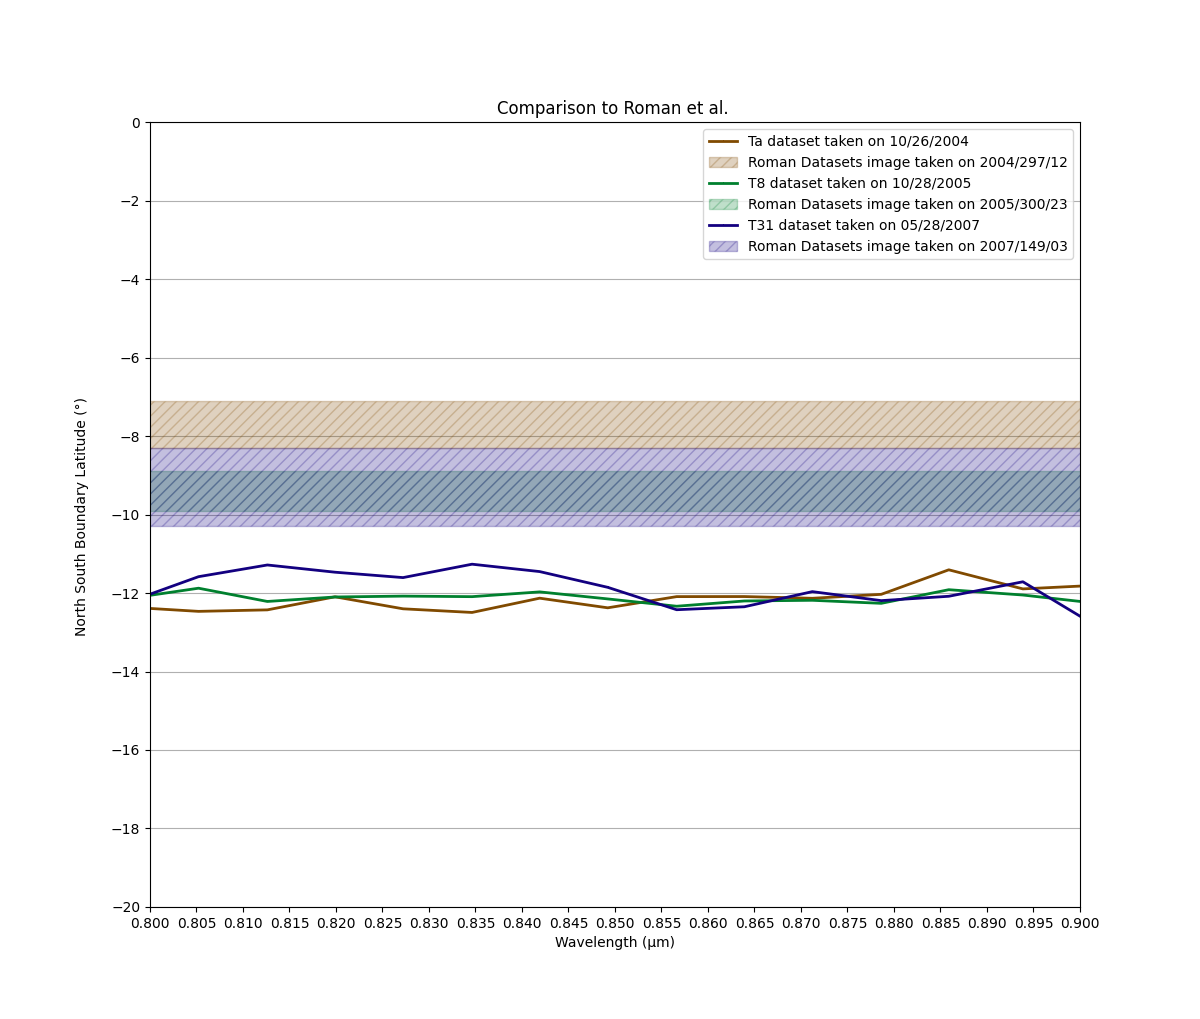 Comparison to Roman et al.
Ta dataset taken on 10/26/2004
Roman Datasets image taken on 2004/297/12
T8 dataset taken on 10/28/2005
Roman Datasets image taken on 2005/300/23
T31 dataset taken on 05/28/2007
Roman Datasets image taken on 2007/149/03
North South Boundary Latitude (°)
0
−2
−4
−6
−8
−10
−12
−14
−16
−18
−20
0.800 0.805 0.810 0.815 0.820 0.825 0.830 0.835 0.840 0.845 0.850 0.855 0.860 0.865 0.870 0.875 0.880 0.885 0.890 0.895 0.900
Wavelength (μm)